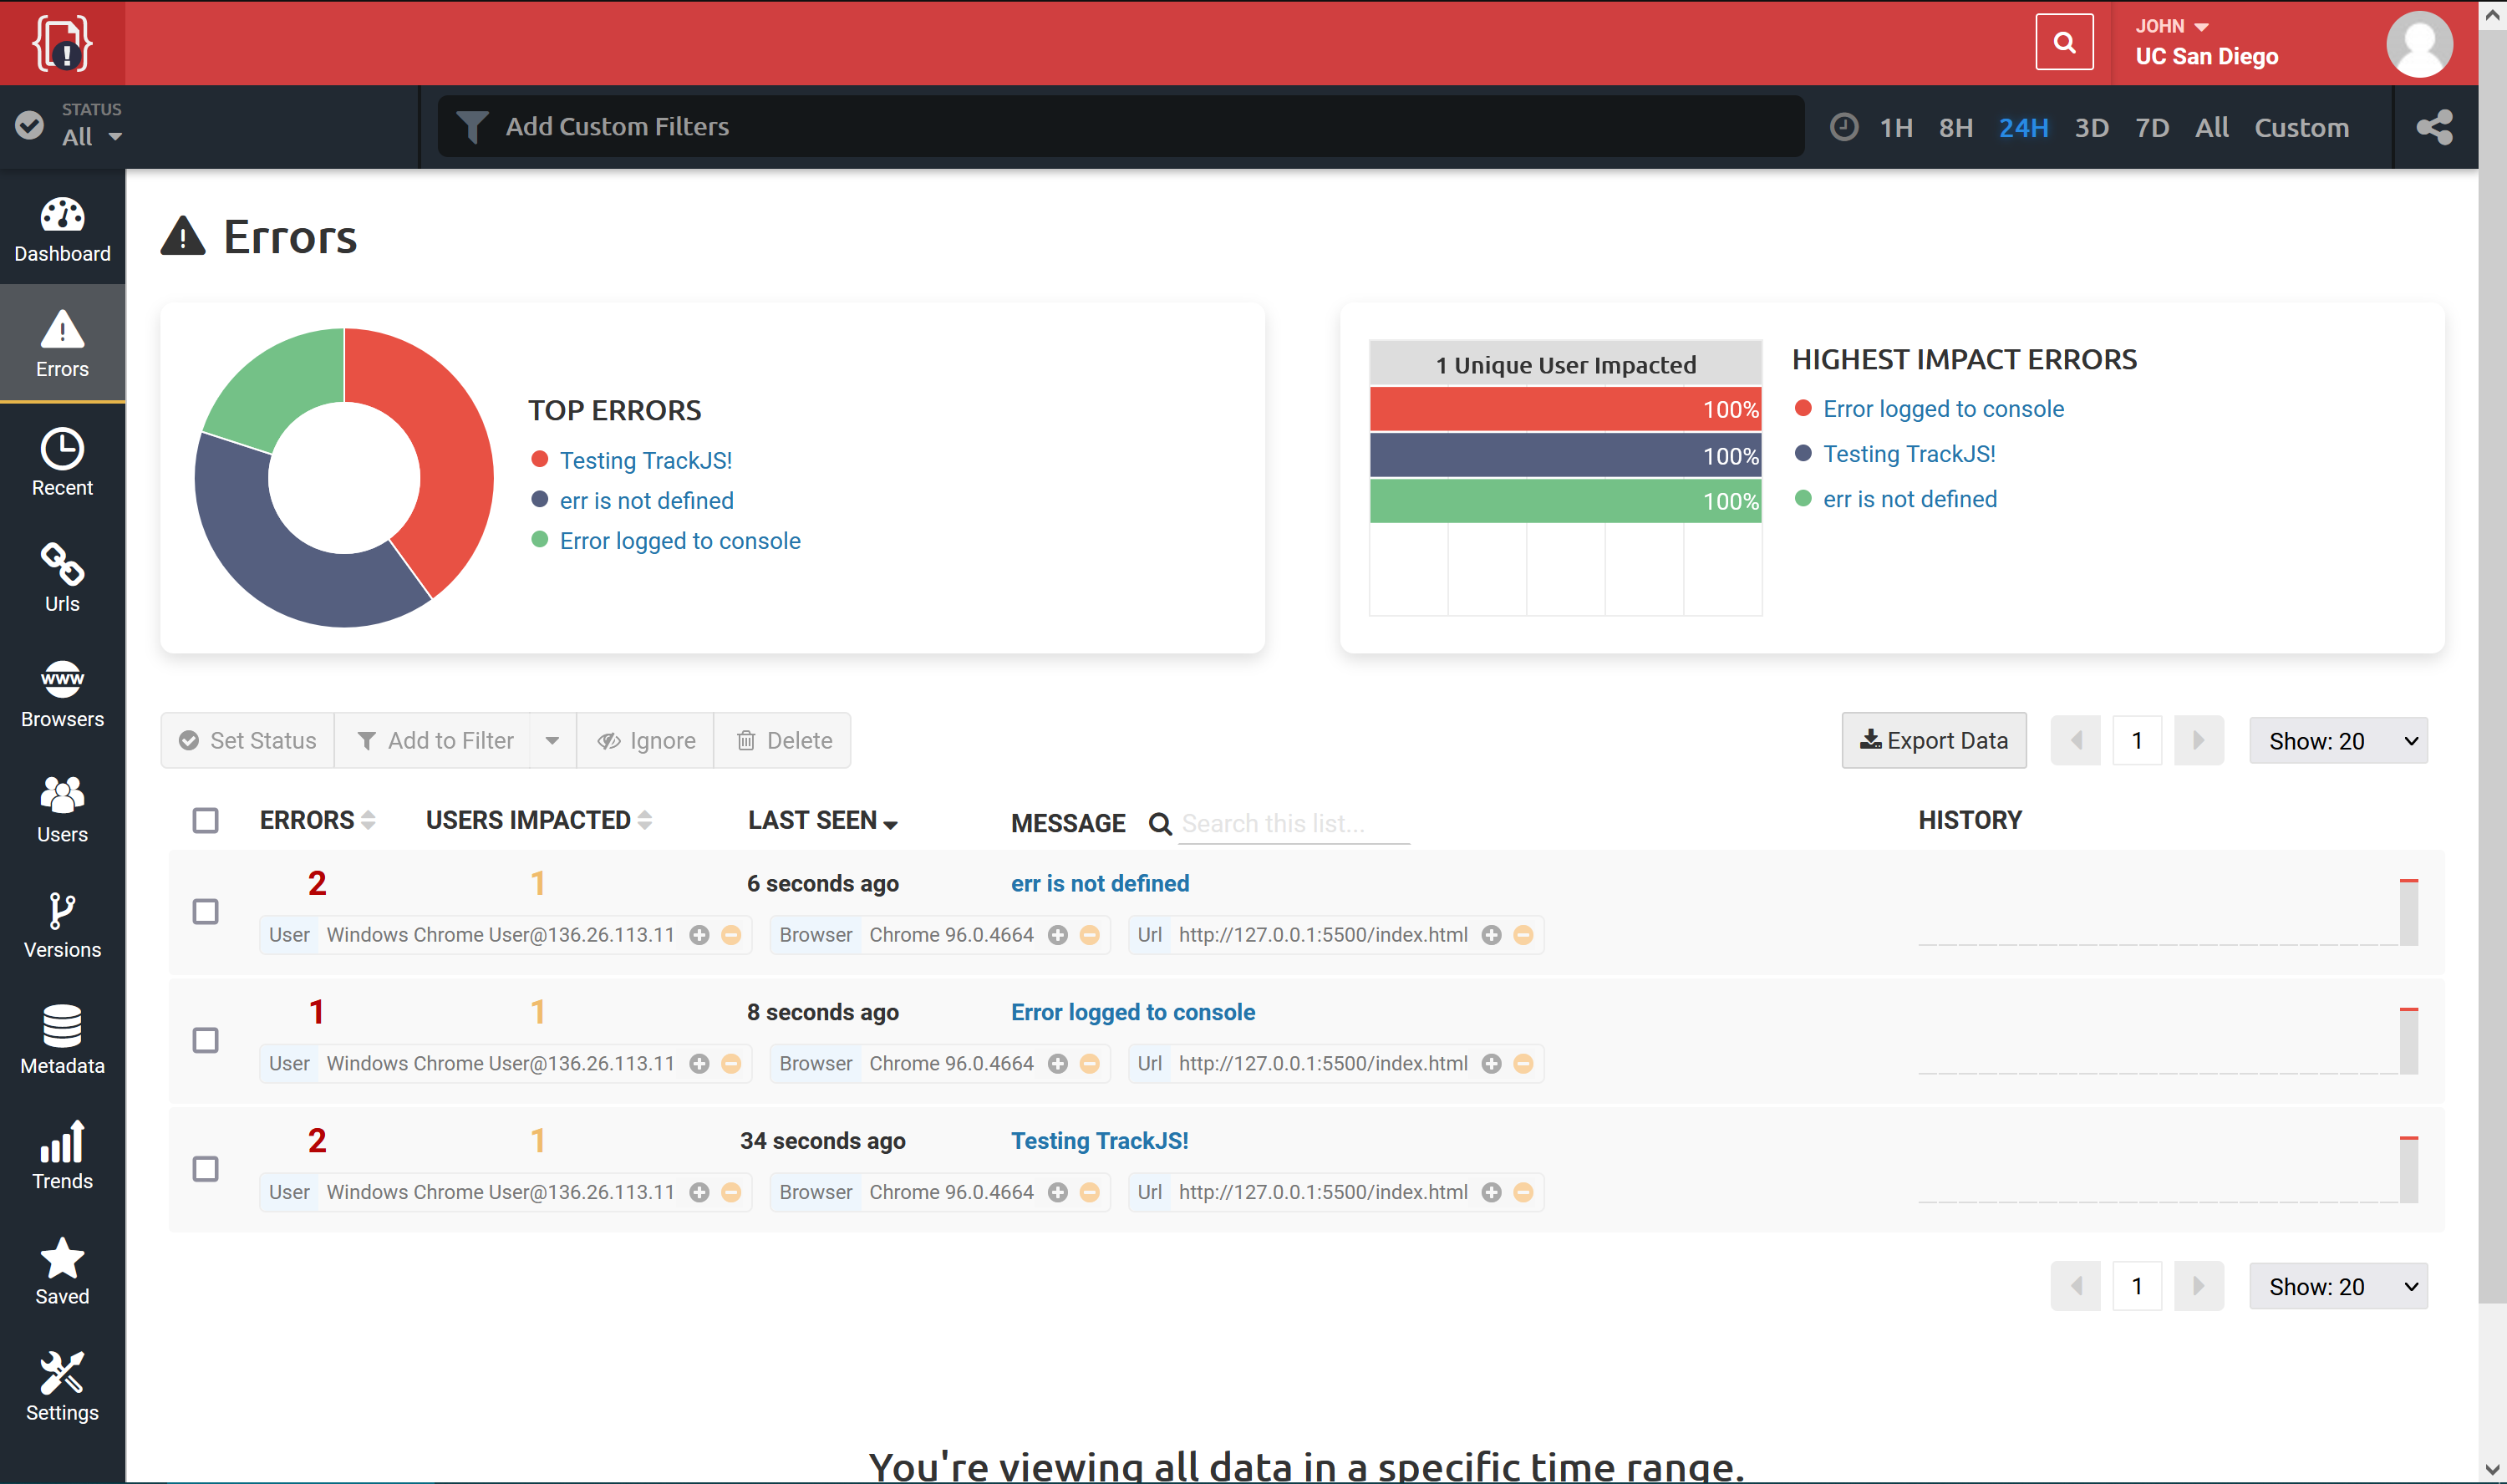 JOHN
UC San Diego
STATUS
All
Add Custom Filters
1H 8H 24H 3D 7D All Custom
Dashboard
Errors
Recent
Urls
www
Browsers
Users
Versions
Metadata
Trends
Saved
Settings
Errors
TOP ERRORS
Testing TrackJS!
err is not defined
Error logged to console
1 Unique User Impacted
100%
100%
100%
HIGHEST IMPACT ERRORS
Error logged to console
Testing TrackJS!
err is not defined
Set Status Add to Filter Ignore Delete
Export Data 1 Show: 20
ERRORS USERS IMPACTED LAST SEEN MESSAGE Search this list... HISTORY
2 1 6 seconds ago err is not defined
User Windows Chrome User@136.26.113.11 Browser Chrome 96.0.4664 Url http://127.0.0.1:5500/index.html
1 1 8 seconds ago Error logged to console
User Windows Chrome User@136.26.113.11 Browser Chrome 96.0.4664 Url http://127.0.0.1:5500/index.html
2 1 34 seconds ago Testing TrackJS!
User Windows Chrome User@136.26.113.11 Browser Chrome 96.0.4664 Url http://127.0.0.1:5500/index.html
1 Show: 20
You're viewing all data in a specific time range.